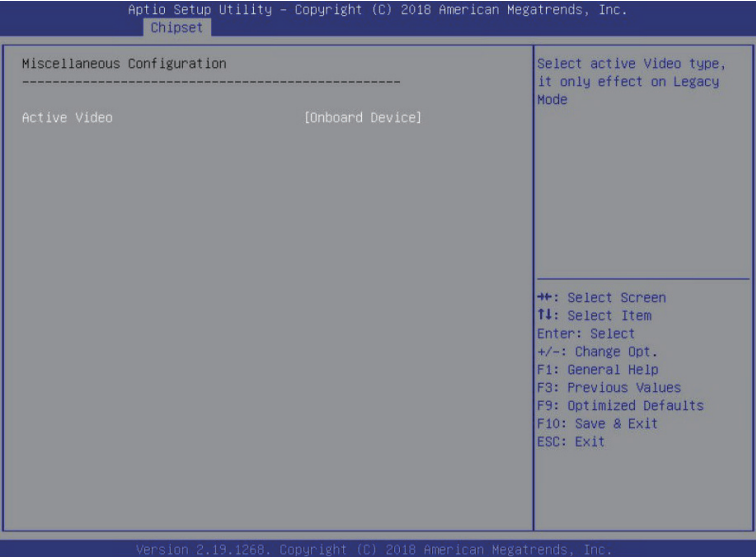 Aptio Setup Utility – Copyright (C) 2018 American Megatrends, Inc.
Chipset
Miscellaneous Configuration
--------------------------------------------------
Active Video [Onboard Device]
Select active Video type,
it only effect on Legacy
Mode
→←: Select Screen
↑↓: Select Item
Enter: Select
+/-: Change Opt.
F1: General Help
F3: Previous Values
F9: Optimized Defaults
F10: Save & Exit
ESC: Exit
Version 2.19.1268. Copyright (C) 2018 American Megatrends, Inc.